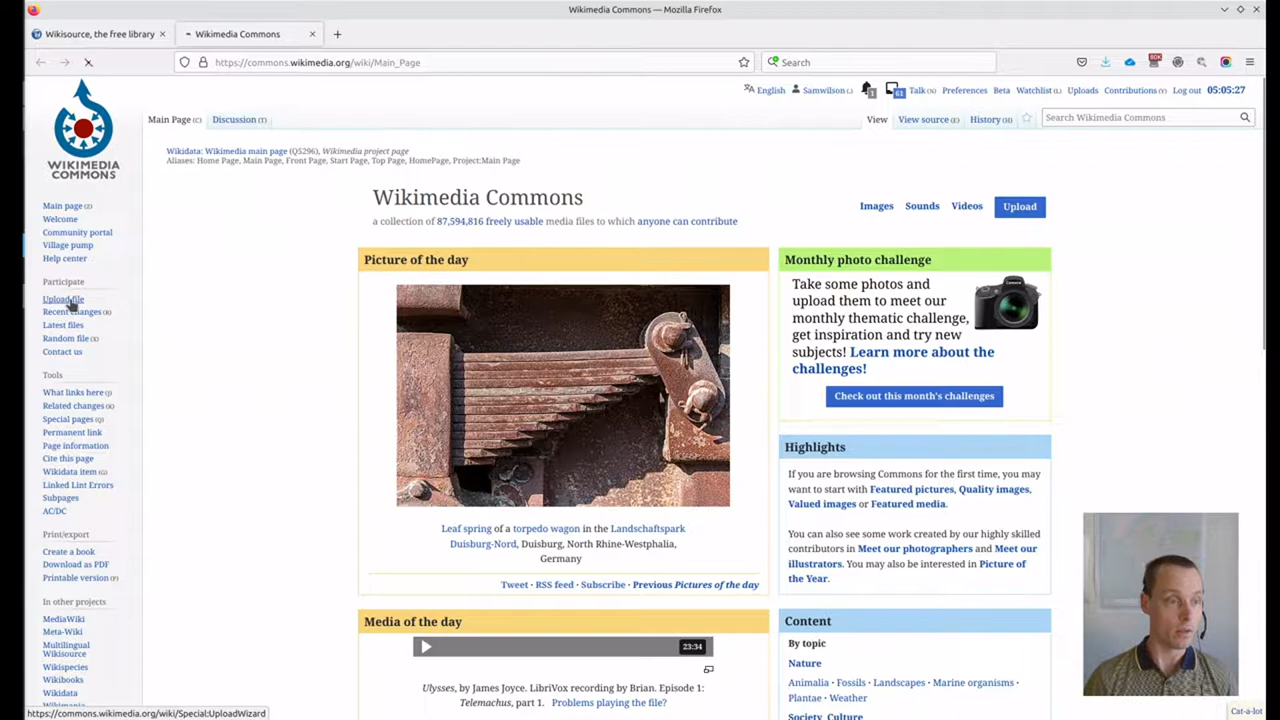 Wikimedia Commons — Mozilla Firefox
Wikisource, the free library
Wikimedia Commons
https://commons.wikimedia.org/wiki/Main_Page
Search
English
Samwilson
1
61
Talk (N)
Preferences
Beta
Watchlist (L)
Uploads
Contributions (Y)
Log out
05:05:27
WIKIMEDIA
COMMONS
Main Page (C)
Discussion (T)
View
View source (E)
History (H)
Search Wikimedia Commons
Wikidata: Wikimedia main page (Q5296), Wikimedia project page
Aliases: Home Page, Main Page, Front Page, Start Page, Top Page, HomePage, Project:Main Page
Main page (Z)
Welcome
Community portal
Village pump
Help center
Participate
Upload file
Recent changes (R)
Latest files
Random file (X)
Contact us
Tools
What links here (J)
Related changes (K)
Special pages (Q)
Permanent link
Page information
Cite this page
Wikidata item (G)
Linked Lint Errors
Subpages
AC/DC
Print/export
Create a book
Download as PDF
Printable version (P)
In other projects
MediaWiki
Meta-Wiki
Multilingual
Wikisource
Wikispecies
Wikibooks
Wikidata
Wikimania
https://commons.wikimedia.org/wiki/Special:UploadWizard
Wikimedia Commons
a collection of 87,594,816 freely usable media files to which anyone can contribute
Images
Sounds
Videos
Upload
Picture of the day
Leaf spring of a torpedo wagon in the Landschaftspark
Duisburg-Nord, Duisburg, North Rhine-Westphalia,
Germany
Tweet · RSS feed · Subscribe · Previous Pictures of the day
Media of the day
23:34
Ulysses, by James Joyce. LibriVox recording by Brian. Episode 1:
Telemachus, part 1. Problems playing the file?
Monthly photo challenge
Take some photos and
upload them to meet our
monthly thematic challenge,
get inspiration and try new
subjects! Learn more about the
challenges!
Check out this month's challenges
Highlights
If you are browsing Commons for the first time, you may
want to start with Featured pictures, Quality images,
Valued images or Featured media.
You can also see some work created by our highly skilled
contributors in Meet our photographers and Meet our
illustrators. You may also be interested in Picture of
the Year.
Content
By topic
Nature
Animalia · Fossils · Landscapes · Marine organisms ·
Plantae · Weather
Society Culture
Cat-a-lot